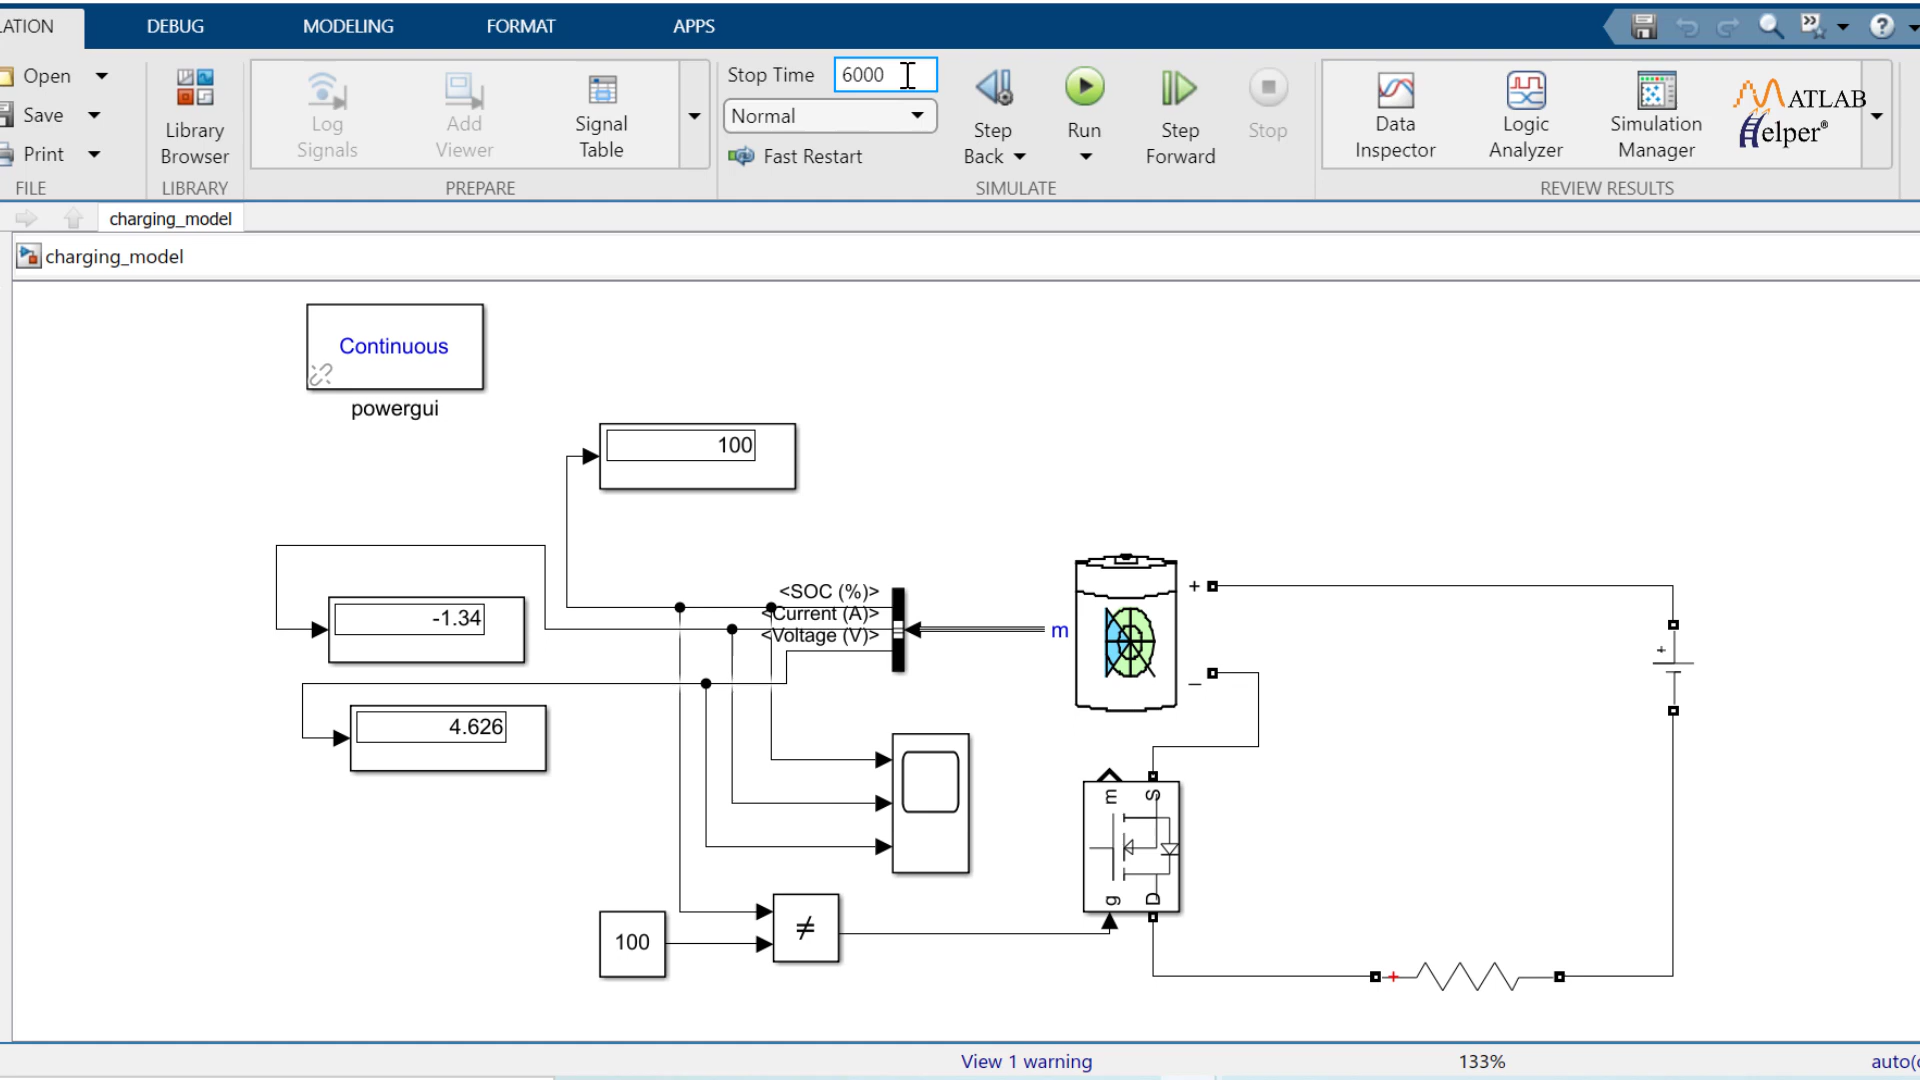 LATION DEBUG MODELING FORMAT APPS
Open
Save
Print
FILE
Library
Browser
LIBRARY
Log
Signals
Add
Viewer
Signal
Table
PREPARE
Stop Time 6000
Normal
Fast Restart
Step
Back
Run
Step
Forward
Stop
SIMULATE
Data
Inspector
Logic
Analyzer
Simulation
Manager
MATLAB
Helper®
REVIEW RESULTS
charging_model
charging_model
Continuous
powergui
100
<SOC (%)>
<Current (A)>
<Voltage (V)>
-1.34
4.626
m
+
–
+
m S
g D
100
≠
+
View 1 warning 133% auto(